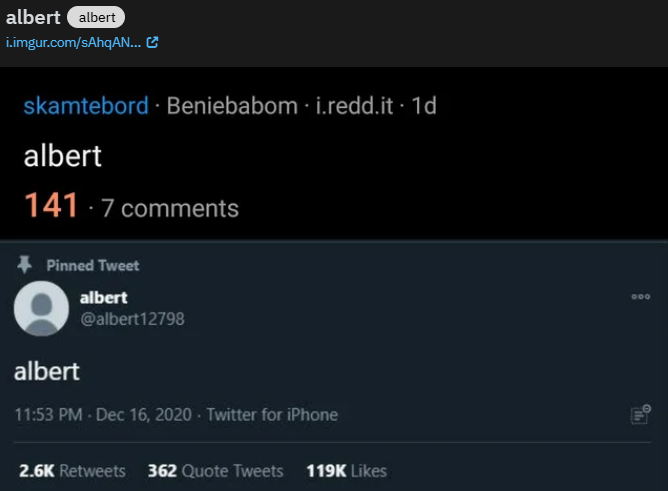 albert albert
i.imgur.com/sAhqAN...
skamtebord · Beniebabom · i.redd.it · 1d
albert
141 · 7 comments
Pinned Tweet
albert
@albert12798
albert
11:53 PM · Dec 16, 2020 · Twitter for iPhone
2.6K Retweets 362 Quote Tweets 119K Likes